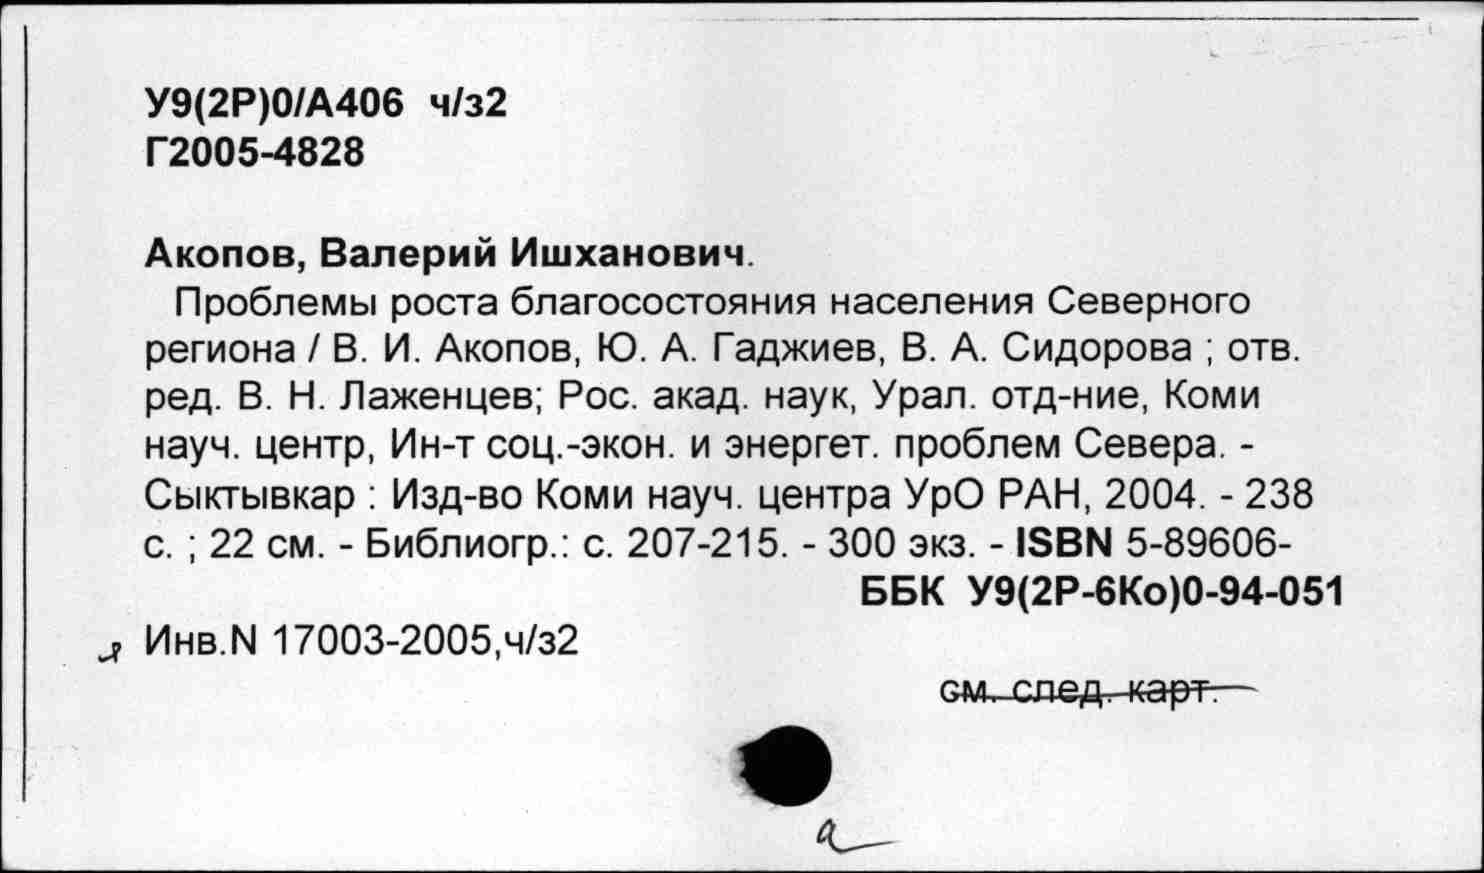 У9(2Р)0/А406 ч/з2
Г2005-4828
Акопов, Валерий Ишханович.
Проблемы роста благосостояния населения Северного
региона / В. И. Акопов, Ю. А. Гаджиев, В. А. Сидорова ; отв.
ред. В. Н. Лаженцев; Рос. акад. наук, Урал. отд-ние, Коми
науч. центр, Ин-т соц.-экон. и энергет. проблем Севера. -
Сыктывкар : Изд-во Коми науч. центра УрО РАН, 2004. - 238
с. ; 22 см. - Библиогр.: с. 207-215. - 300 экз. - ISBN 5-89606-
ББК У9(2Р-6Ко)0-94-051
Инв.N 17003-2005,ч/з2
см. след. карт.
а